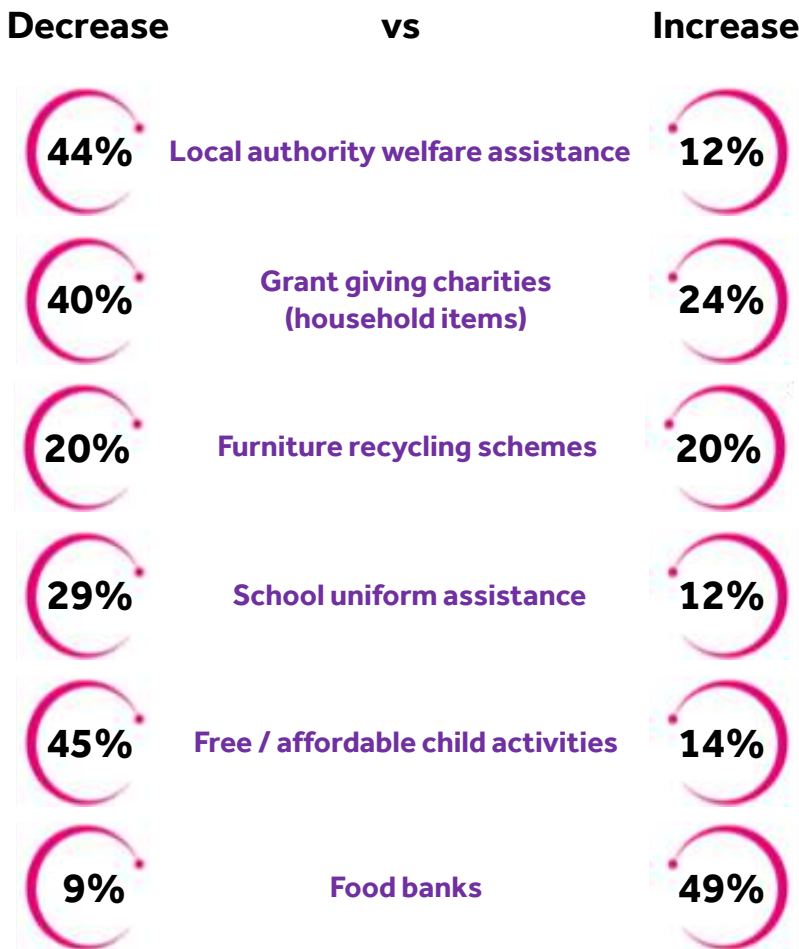 Decrease vs Increase
44% Local authority welfare assistance 12%
40% Grant giving charities (household items) 24%
20% Furniture recycling schemes 20%
29% School uniform assistance 12%
45% Free / affordable child activities 14%
9% Food banks 49%